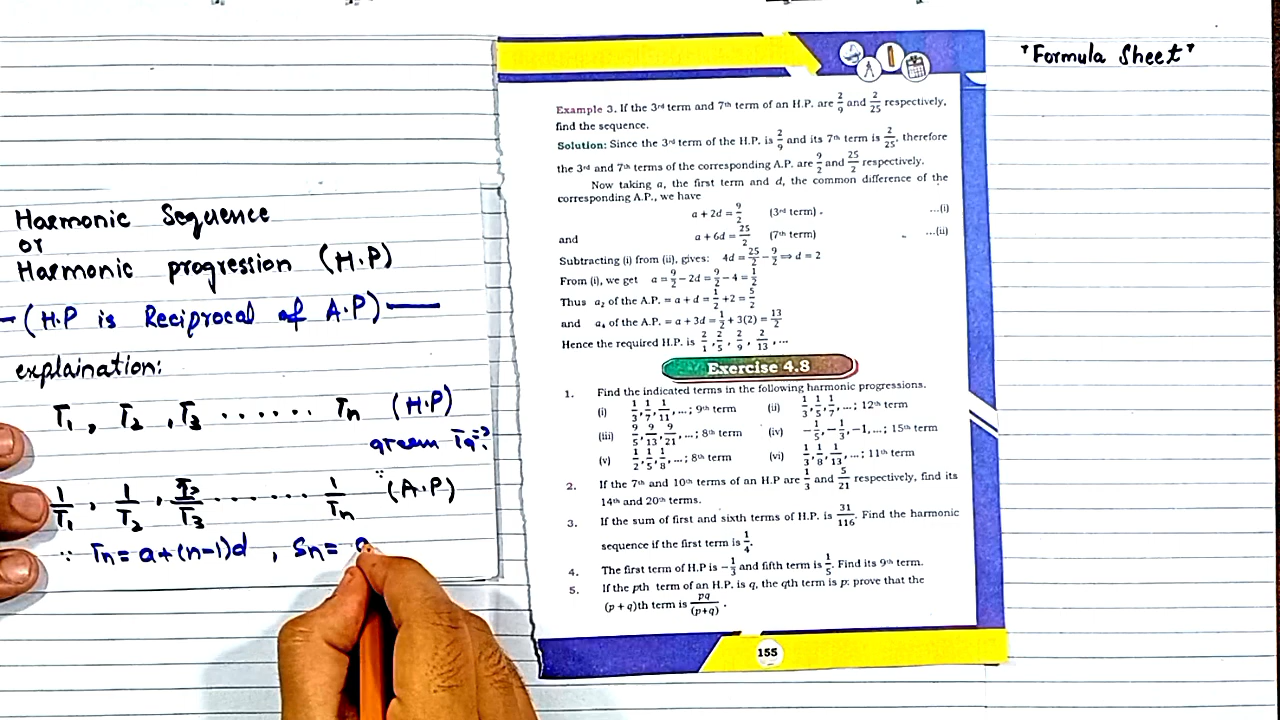 Harmonic Sequence
or
Harmonic progression (H.P)
(H.P is Reciprocal of A.P)
explaination:
T₁, T₂, T₃ ...... Tn (H.P)
1/T₁, 1/T₂, T₂/T₃ ...... 1/Tn (A.P)
∵ Tn = a+(n-1)d , Sn =
Example 3. If the 3rd term and 7th term of an H.P. are 2/9 and 2/25 respectively,
find the sequence.
Solution: Since the 3rd term of the H.P. is 2/9 and its 7th term is 2/25, therefore
the 3rd and 7th terms of the corresponding A.P. are 9/2 and 25/2 respectively.
Now taking a, the first term and d, the common difference of the
corresponding A.P., we have
a + 2d = 9/2 (3rd term) ...(i)
and a + 6d = 25/2 (7th term) ...(ii)
Subtracting (i) from (ii), gives: 4d = 25/2 − 9/2 ⟹ d = 2
From (i), we get a = 9/2 − 2d = 9/2 − 4 = 1/2
Thus a₂ of the A.P. = a + d = 1/2 + 2 = 5/2
and a₄ of the A.P. = a + 3d = 1/2 + 3(2) = 13/2
Hence the required H.P. is 2/1, 2/5, 2/9, 2/13, ...
Exercise 4.8
1. Find the indicated terms in the following harmonic progressions.
(i) 1/3, 1/7, 1/11, ...; 9th term (ii) 1/3, 1/5, 1/7, ...; 12th term
(iii) 9/5, 9/13, 9/21, ...; 8th term (iv) −1/5, −1/3, −1, ...; 15th term
(v) 1/2, 1/5, 1/8, ...; 8th term (vi) 1/3, 1/8, 1/13, ...; 11th term
2. If the 7th and 10th terms of an H.P are 1/3 and 5/21 respectively, find its
14th and 20th terms.
3. If the sum of first and sixth terms of H.P. is 31/116. Find the harmonic
sequence if the first term is 1/4.
4. The first term of H.P is −1/3 and fifth term is 1/5. Find its 9th term.
5. If the pth term of an H.P. is q, the qth term is p: prove that the
(p + q)th term is pq/(p+q).
155
"Formula Sheet"